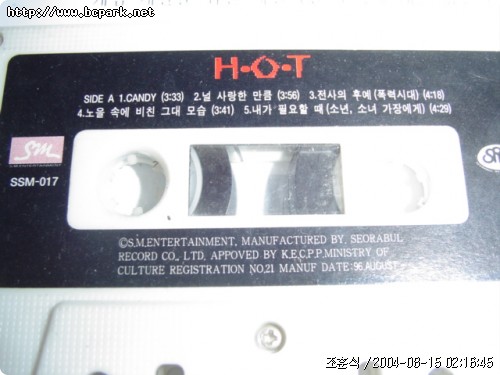 http://www.bcpark.net/
H·O·T
SIDE A 1.CANDY (3:33) 2.널 사랑한 만큼 (3:56) 3.전사의 후예 (폭력시대) (4:18)
4.노을 속에 비친 그대 모습 (3:41) 5.내가 필요할 때 (소년, 소녀 가장에게) (4:29)
SM
SSM-017
SR
©S.M.ENTERTAINMENT, MANUFACTURED BY SEORABUL
RECORD CO., LTD. APPOVED BY K.E.C.P.P.MINISTRY OF
CULTURE REGISTRATION NO.21 MANUF DATE:96.AUGUST
조훈식 / 2004-08-15 02:16:45